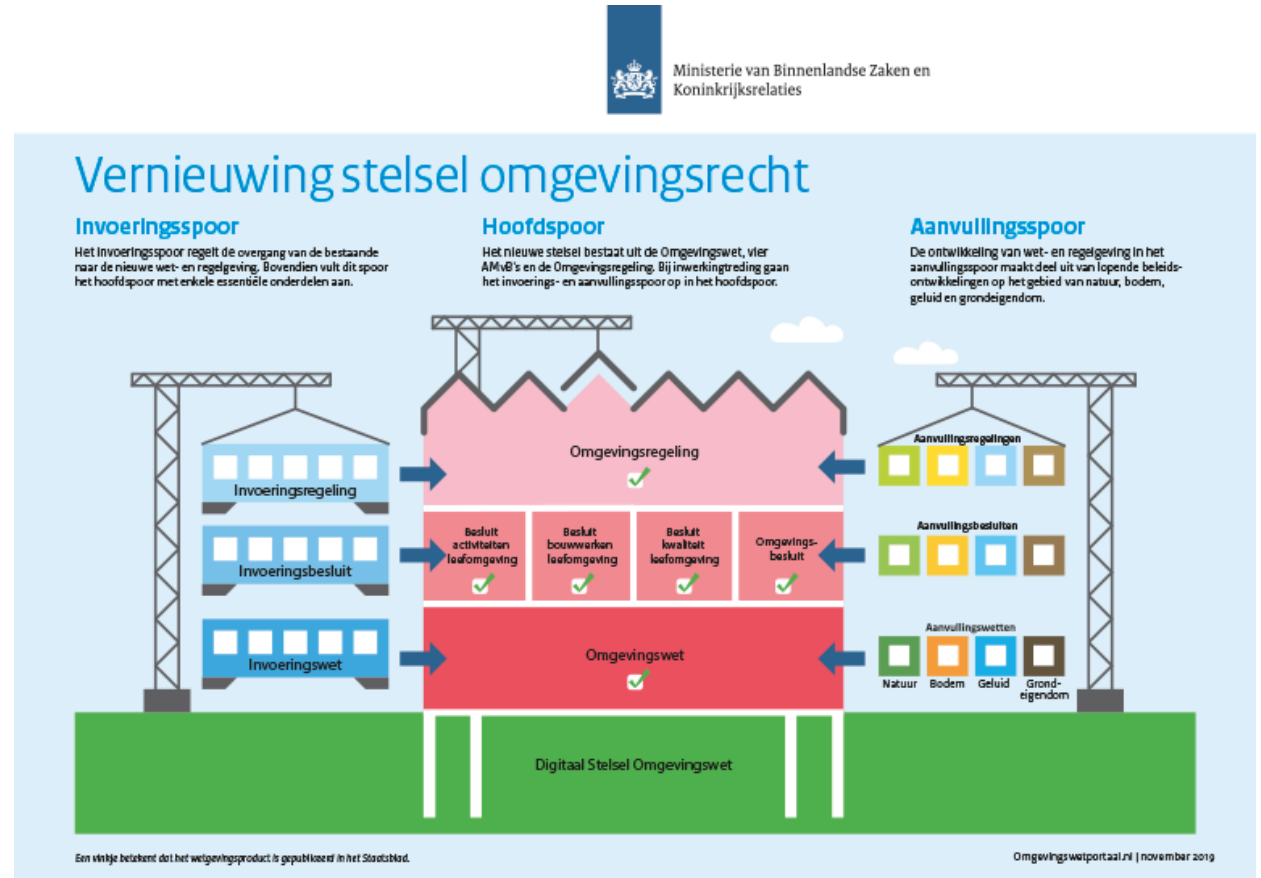 Ministerie van Binnenlandse Zaken en
Koninkrijksrelaties
Vernieuwing stelsel omgevingsrecht
Invoeringsspoor
Het invoeringsspoor regelt de overgang van de bestaande
naar de nieuwe wet- en regelgeving. Bovendien vult dit spoor
het hoofdspoor met enkele essentiële onderdelen aan.
Hoofdspoor
Het nieuwe stelsel bestaat uit de Omgevingswet, vier
AMvB's en de Omgevingsregeling. Bij inwerkingtreding gaan
het invoerings- en aanvullingsspoor op in het hoofdspoor.
Aanvullingsspoor
De ontwikkeling van wet- en regelgeving in het
aanvullingsspoor maakt deel uit van lopende beleids-
ontwikkelingen op het gebied van natuur, bodem,
geluid en grondeigendom.
Invoeringsregeling
Invoeringsbesluit
Invoeringswet
Omgevingsregeling
Besluit
activiteiten
leefomgeving
Besluit
bouwwerken
leefomgeving
Besluit
kwaliteit
leefomgeving
Omgevings-
besluit
Omgevingswet
Digitaal Stelsel Omgevingswet
Aanvullingsregelingen
Aanvullingsbesluiten
Aanvullingswetten
Natuur
Bodem
Geluid
Grond-
eigendom
Een vinkje betekent dat het wetgevingsproduct is gepubliceerd in het Staatsblad.
Omgevingswetportaal.nl | november 2019